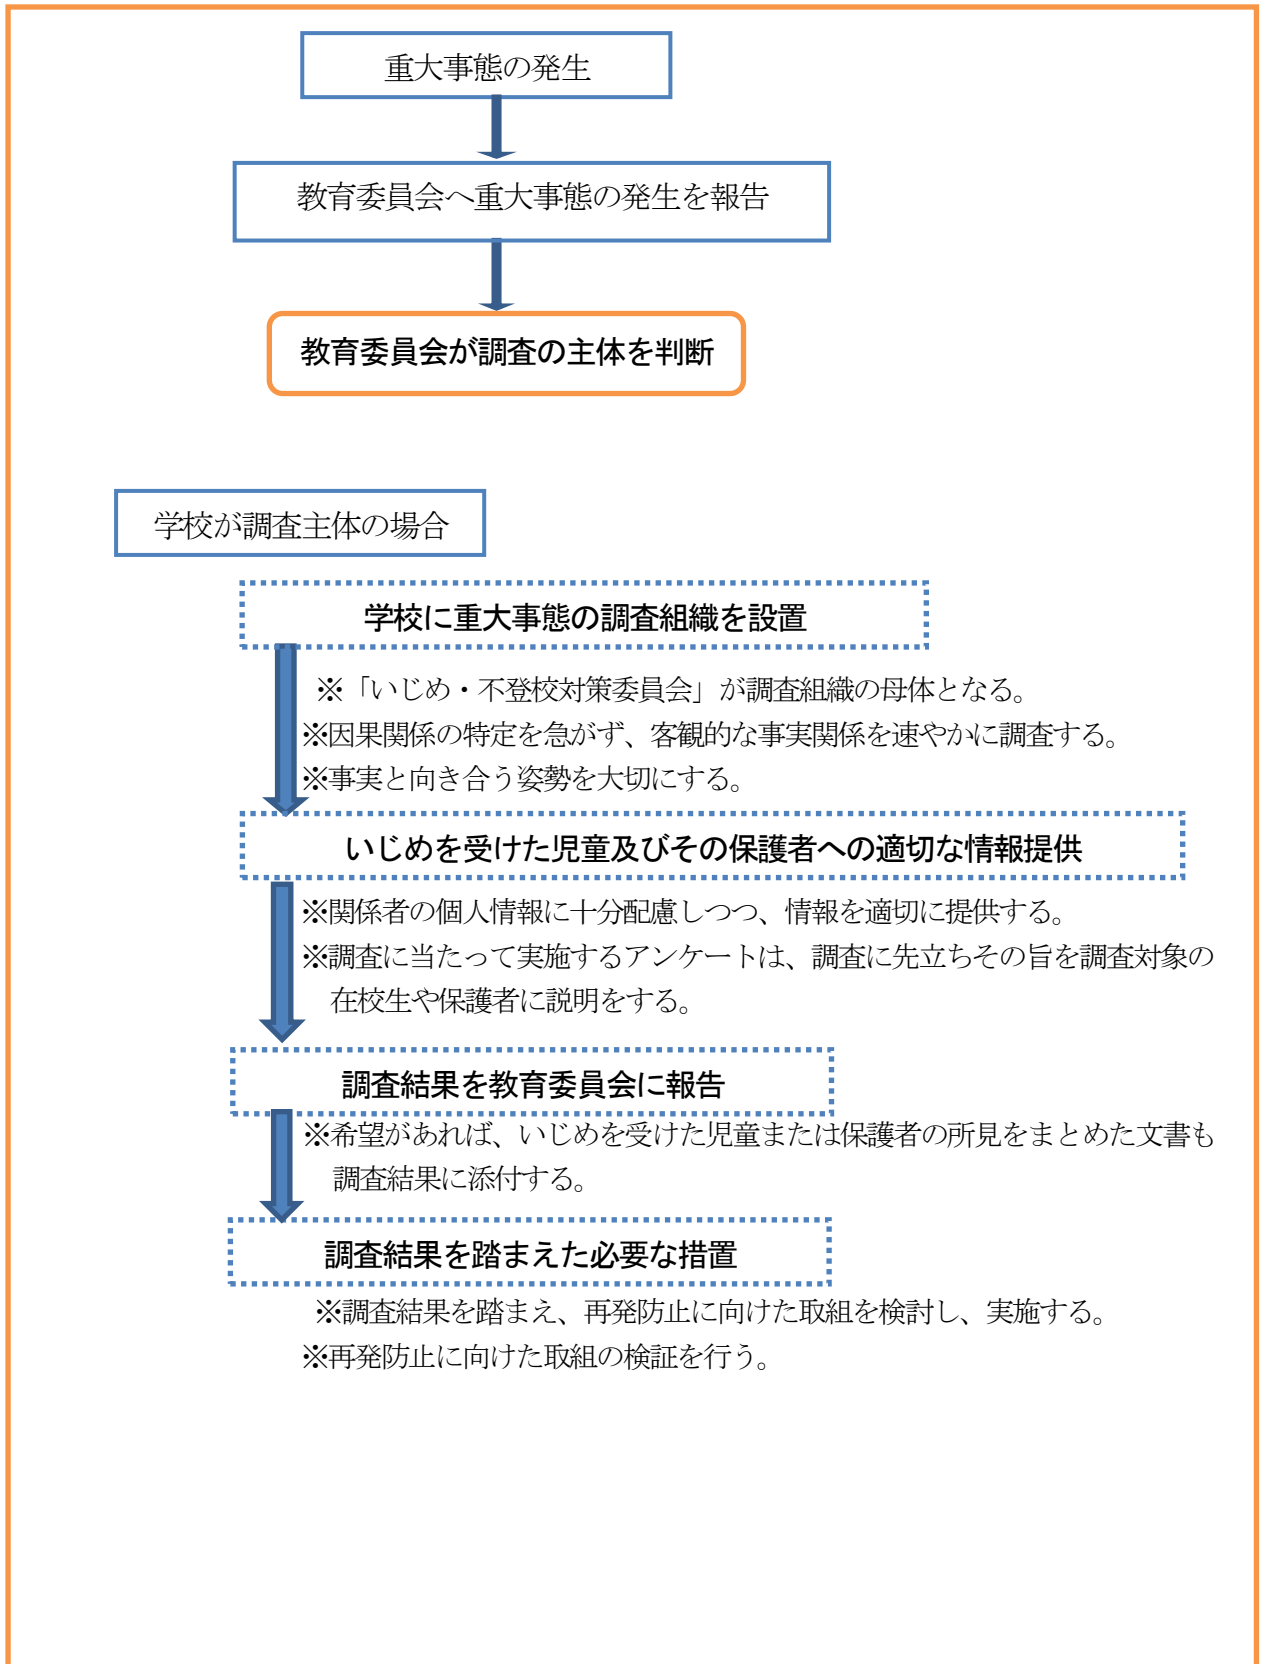 重大事態の発生
教育委員会へ重大事態の発生を報告
教育委員会が調査の主体を判断
学校が調査主体の場合
学校に重大事態の調査組織を設置
※「いじめ・不登校対策委員会」が調査組織の母体となる。
※因果関係の特定を急がず、客観的な事実関係を速やかに調査する。
※事実と向き合う姿勢を大切にする。
いじめを受けた児童及びその保護者への適切な情報提供
※関係者の個人情報に十分配慮しつつ、情報を適切に提供する。
※調査に当たって実施するアンケートは、調査に先立ちその旨を調査対象の
在校生や保護者に説明をする。
調査結果を教育委員会に報告
※希望があれば、いじめを受けた児童または保護者の所見をまとめた文書も
調査結果に添付する。
調査結果を踏まえた必要な措置
※調査結果を踏まえ、再発防止に向けた取組を検討し、実施する。
※再発防止に向けた取組の検証を行う。